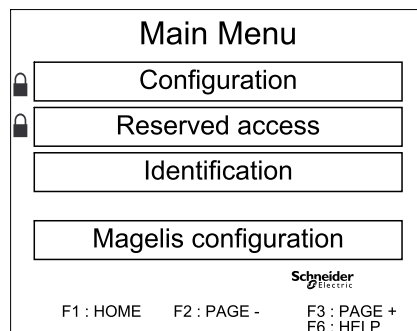 Main Menu
Configuration
Reserved access
Identification
Magelis configuration
Schneider
Electric
F1 : HOME F2 : PAGE - F3 : PAGE +
F6 : HELP